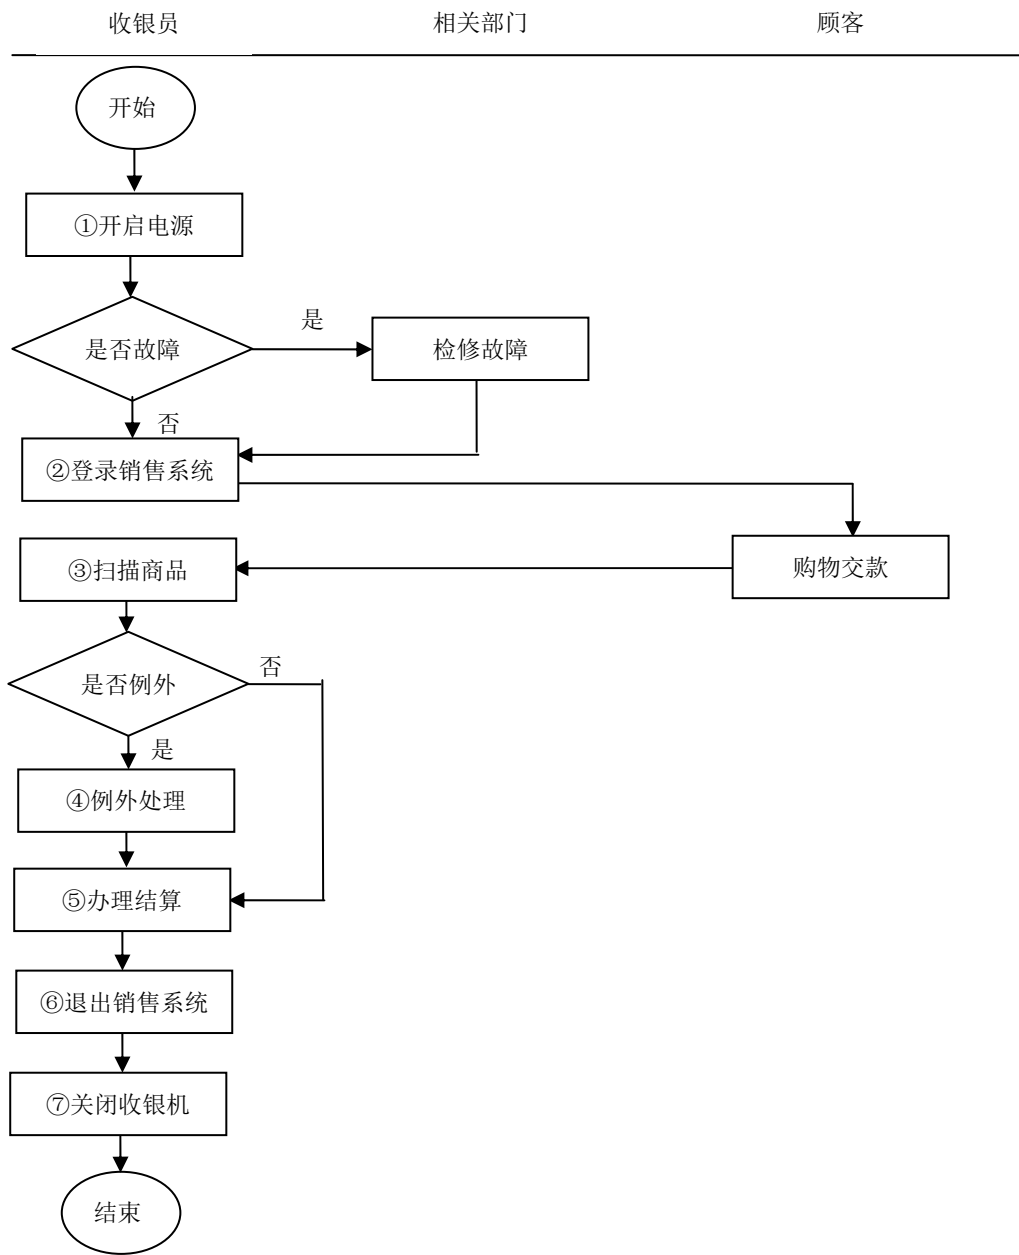 收银员 相关部门 顾客
开始
①开启电源
是
是否故障 检修故障
否
②登录销售系统
③扫描商品 购物交款
否
是否例外
是
④例外处理
⑤办理结算
⑥退出销售系统
⑦关闭收银机
结束